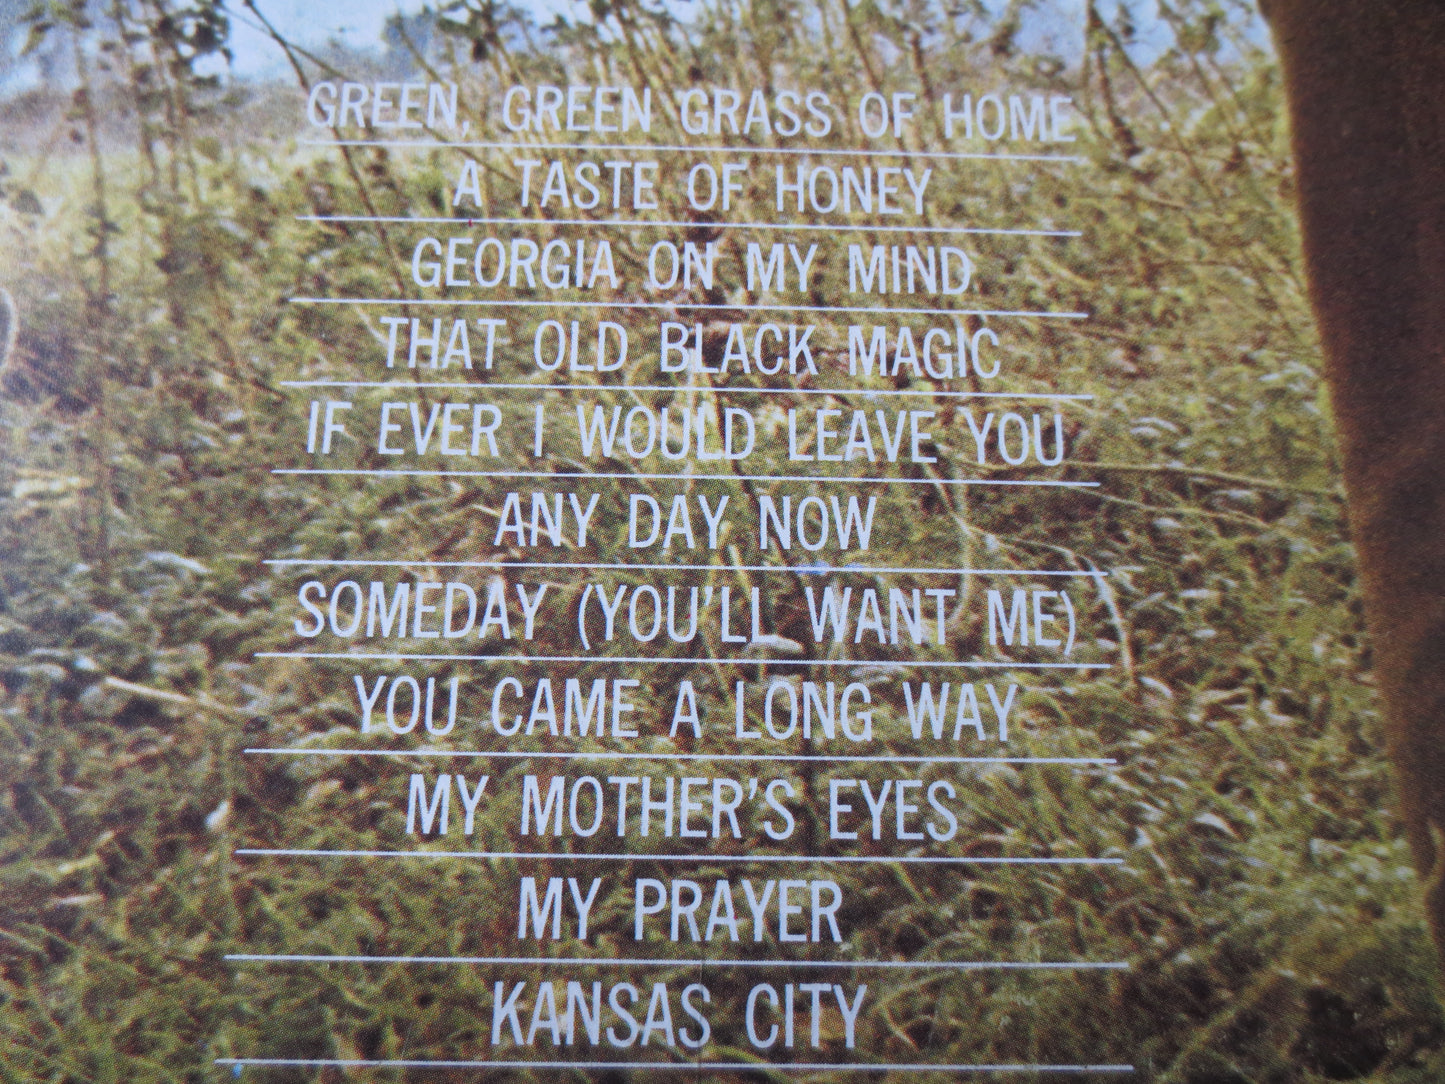 GREEN, GREEN GRASS OF HOME
A TASTE OF HONEY
GEORGIA ON MY MIND
THAT OLD BLACK MAGIC
IF EVER I WOULD LEAVE YOU
ANY DAY NOW
SOMEDAY (YOU'LL WANT ME)
YOU CAME A LONG WAY
MY MOTHER'S EYES
MY PRAYER
KANSAS CITY